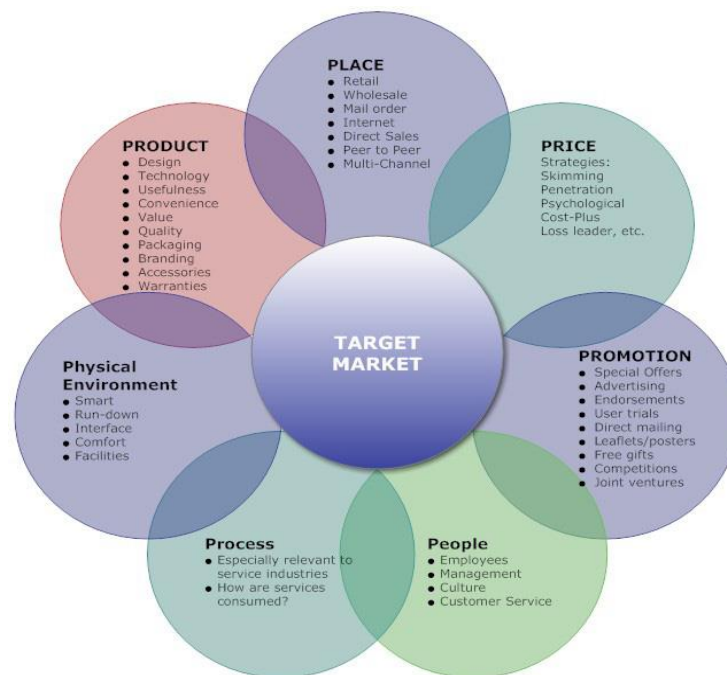 PLACE
● Retail
● Wholesale
● Mail order
● Internet
● Direct Sales
● Peer to Peer
● Multi-Channel
PRODUCT
● Design
● Technology
● Usefulness
● Convenience
● Value
● Quality
● Packaging
● Branding
● Accessories
● Warranties
PRICE
Strategies:
Skimming
Penetration
Psychological
Cost-Plus
Loss leader, etc.
TARGET
MARKET
Physical
Environment
● Smart
● Run-down
● Interface
● Comfort
● Facilities
PROMOTION
● Special Offers
● Advertising
● Endorsements
● User trials
● Direct mailing
● Leaflets/posters
● Free gifts
● Competitions
● Joint ventures
Process
● Especially relevant to
service industries
● How are services
consumed?
People
● Employees
● Management
● Culture
● Customer Service